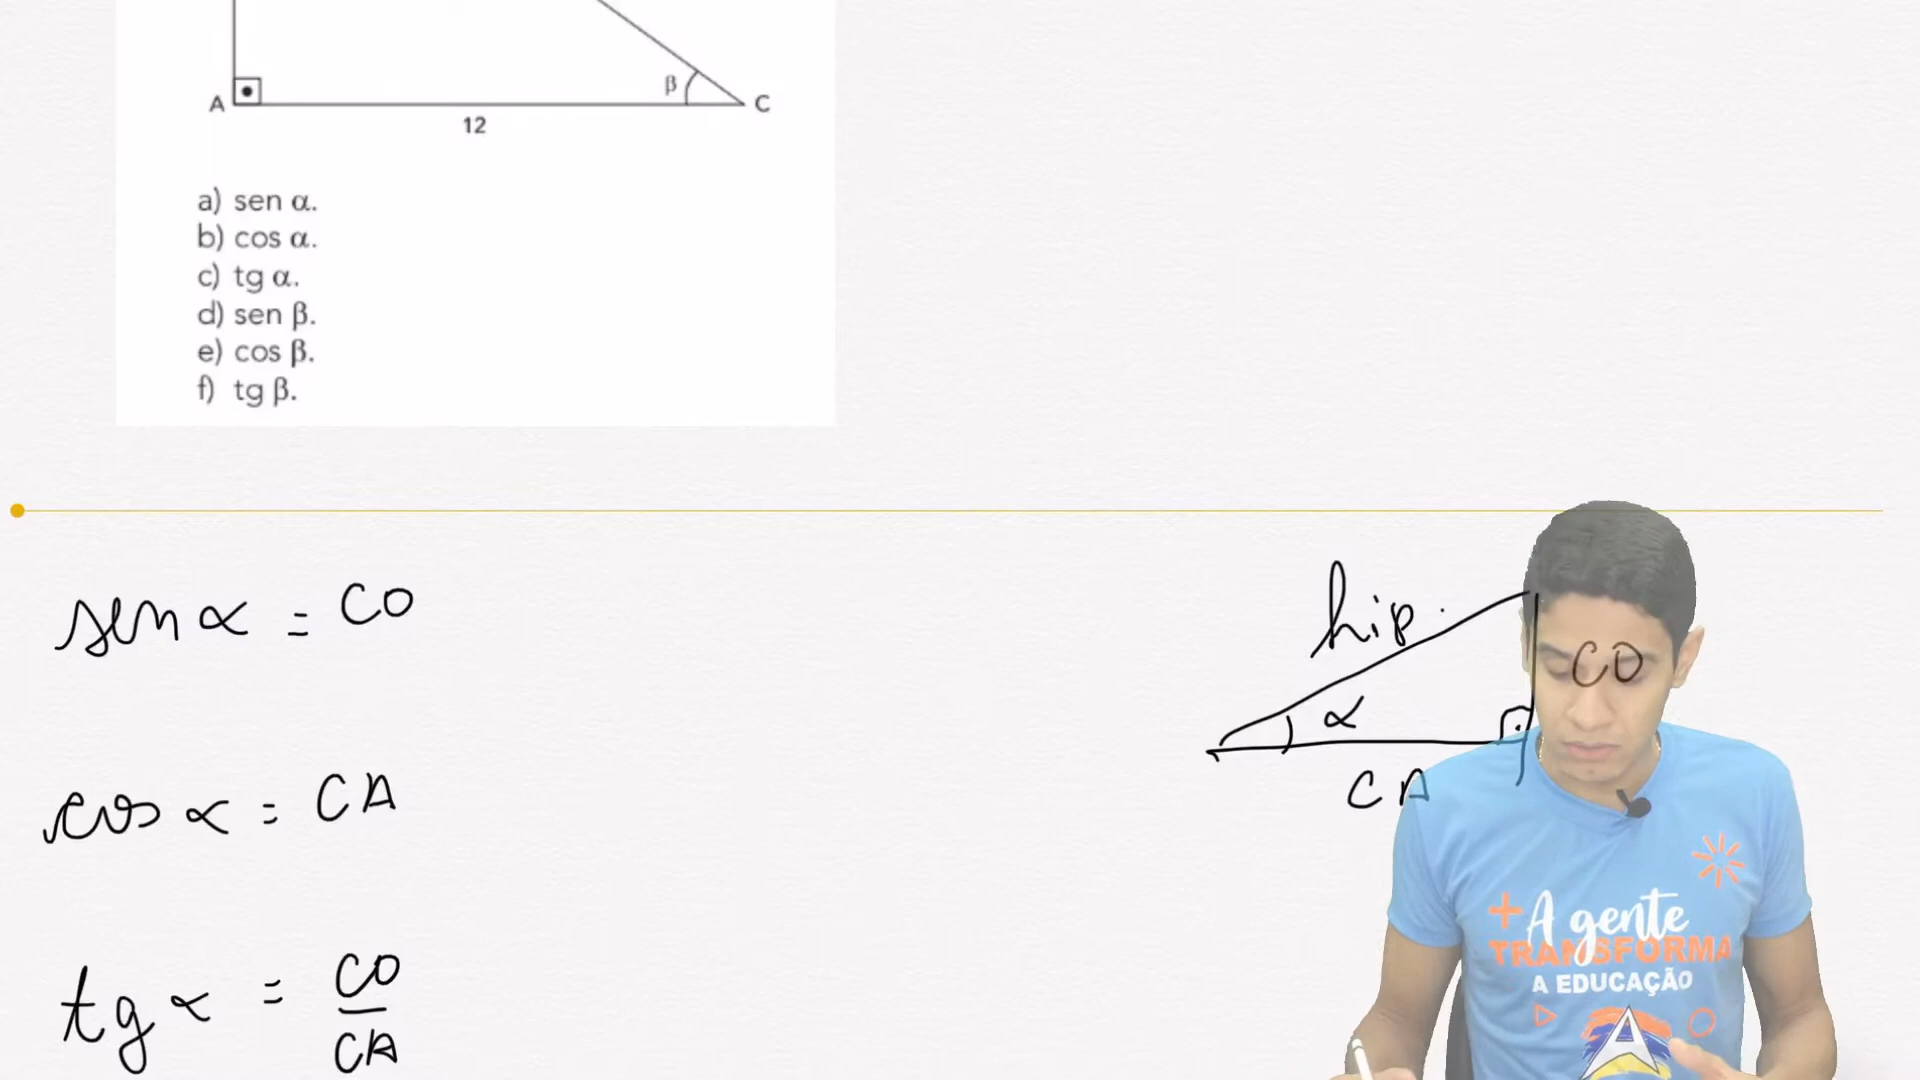 β
A
C
12
a) sen α.
b) cos α.
c) tg α.
d) sen β.
e) cos β.
f) tg β.
sen α = CO
cos α = CA
tg α = CO
CA
hip.
CO
α
CA
+ A gente
TRANSFORMA
A EDUCAÇÃO